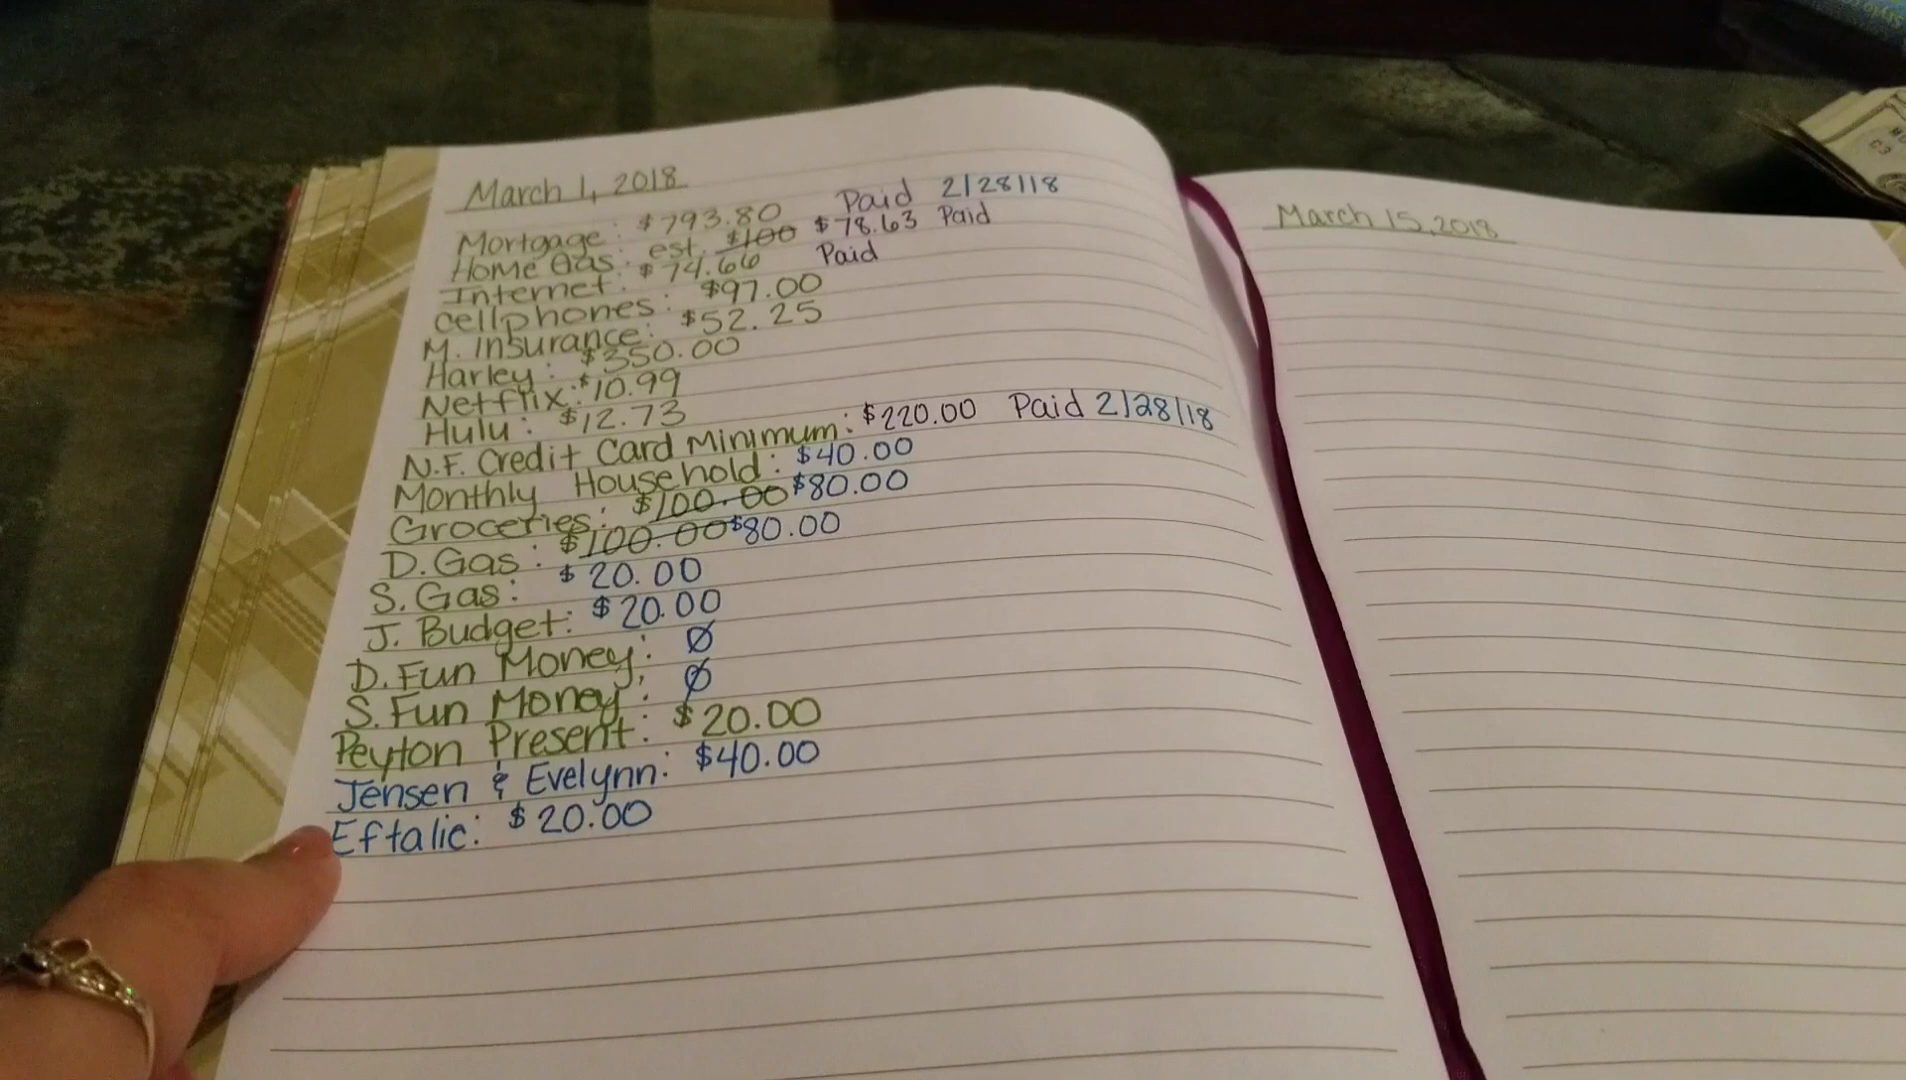 March 1, 2018
Mortgage: $793.80 Paid 2/28/18
Home Gas: est. $100 $78.63 Paid
Internet: $74.66 Paid
Cellphones: $97.00
M. Insurance: $52.25
Harley: $350.00
Netflix: $10.99
Hulu: $12.73
N.F. Credit Card Minimum: $220.00 Paid 2/28/18
Monthly Household: $40.00
Groceries: $100.00 $80.00
D. Gas: $100.00 $80.00
S. Gas: $20.00
J. Budget: $20.00
D. Fun Money: Ø
S. Fun Money: Ø
Peyton Present: $20.00
Jensen & Evelynn: $40.00
Eftalie: $20.00
March 15, 2018